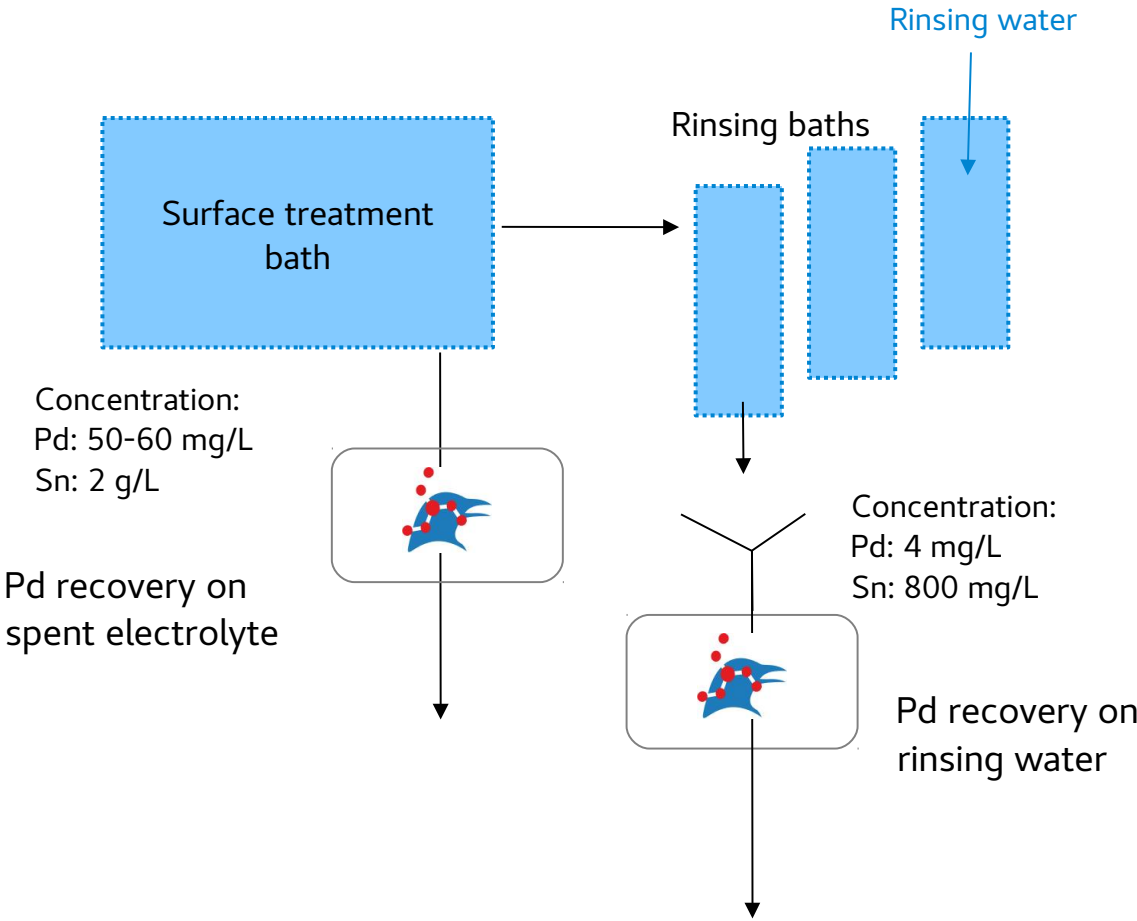 Rinsing water
Rinsing baths
Surface treatment
bath
Concentration:
Pd: 50-60 mg/L
Sn: 2 g/L
Concentration:
Pd: 4 mg/L
Sn: 800 mg/L
Pd recovery on
spent electrolyte
Pd recovery on
rinsing water